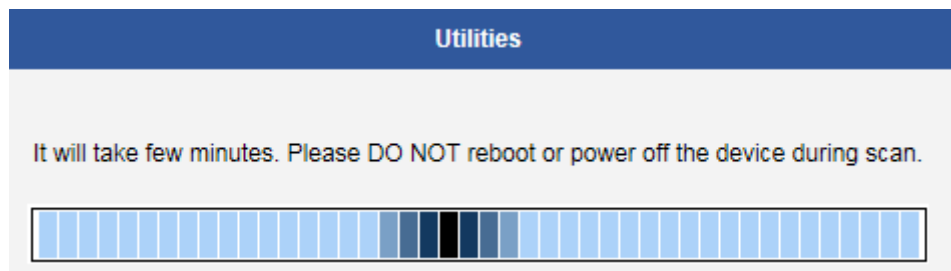 Utilities
It will take few minutes. Please DO NOT reboot or power off the device during scan.